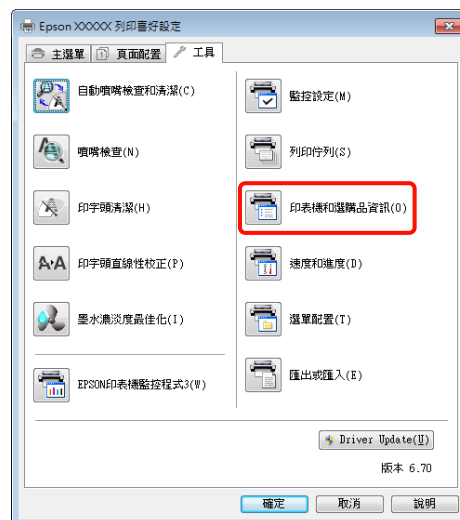 Epson XXXXX 列印喜好設定
主選單 頁面配置 工具
自動噴嘴檢查和清潔(C)
噴嘴檢查(N)
印字頭清潔(H)
印字頭直線性校正(P)
墨水濃淡度最佳化(I)
EPSON印表機監控程式3(W)
監控設定(M)
列印佇列(S)
印表機和選購品資訊(O)
速度和進度(D)
選單配置(T)
匯出或匯入(E)
Driver Update(U)
版本 6.70
確定 取消 說明